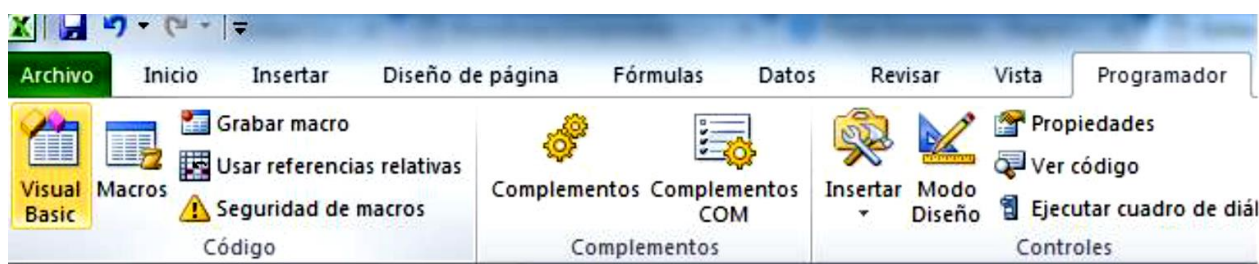 Archivo Inicio Insertar Diseño de página Fórmulas Datos Revisar Vista Programador
Visual Basic
Macros
Grabar macro
Usar referencias relativas
Seguridad de macros
Código
Complementos
Complementos COM
Complementos
Insertar
Modo Diseño
Propiedades
Ver código
Ejecutar cuadro de diál
Controles